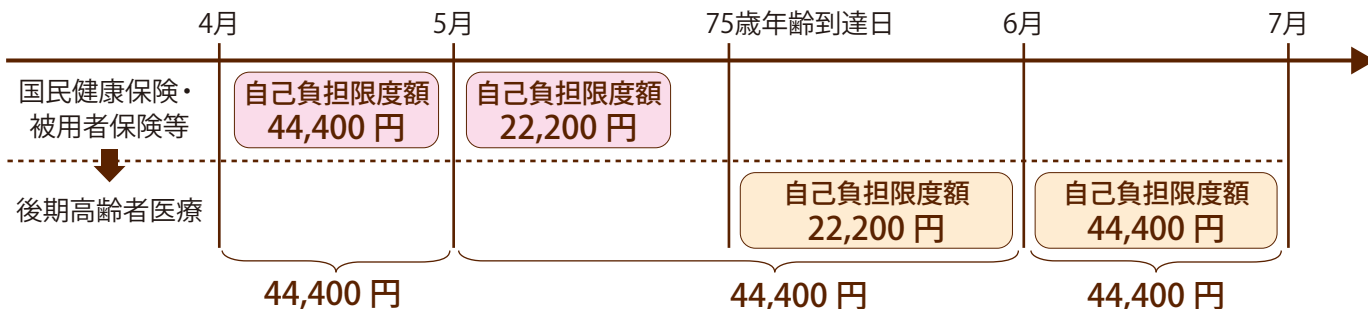 4月
5月
75歳年齢到達日
6月
7月
国民健康保険・
被用者保険等
自己負担限度額
44,400 円
自己負担限度額
22,200 円
後期高齢者医療
自己負担限度額
22,200 円
自己負担限度額
44,400 円
44,400 円
44,400 円
44,400 円